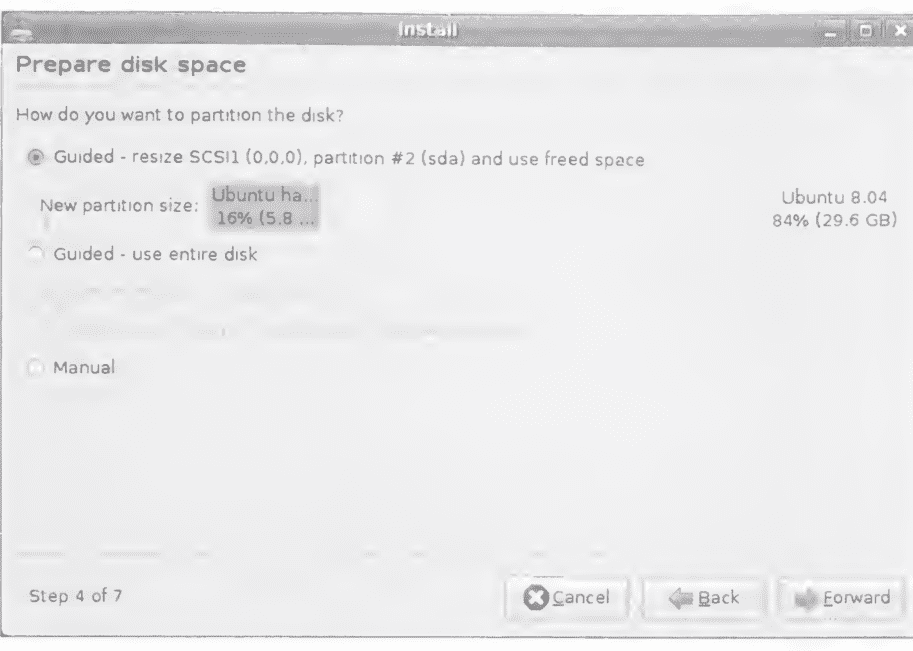 Install
Prepare disk space
How do you want to partition the disk?
Guided - resize SCSI1 (0,0,0), partition #2 (sda) and use freed space
New partition size:
Ubuntu ha...
16% (5.8 ...
Ubuntu 8.04
84% (29.6 GB)
Guided - use entire disk
Manual
Step 4 of 7
Cancel
Back
Forward